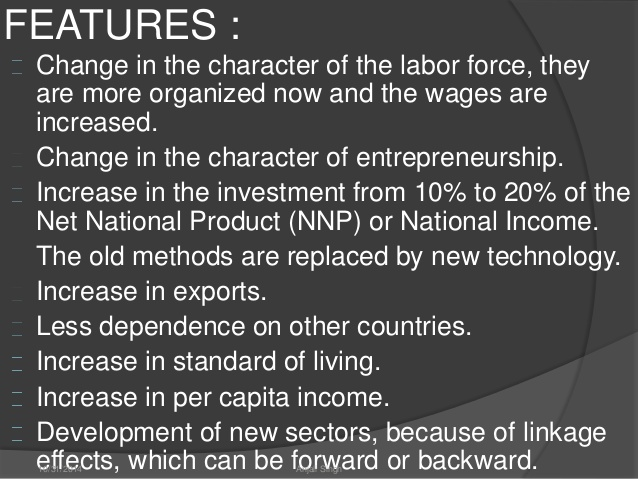 FEATURES :
Change in the character of the labor force, they
are more organized now and the wages are
increased.
Change in the character of entrepreneurship.
Increase in the investment from 10% to 20% of the
Net National Product (NNP) or National Income.
The old methods are replaced by new technology.
Increase in exports.
Less dependence on other countries.
Increase in standard of living.
Increase in per capita income.
Development of new sectors, because of linkage
effects, which can be forward or backward.
Singh